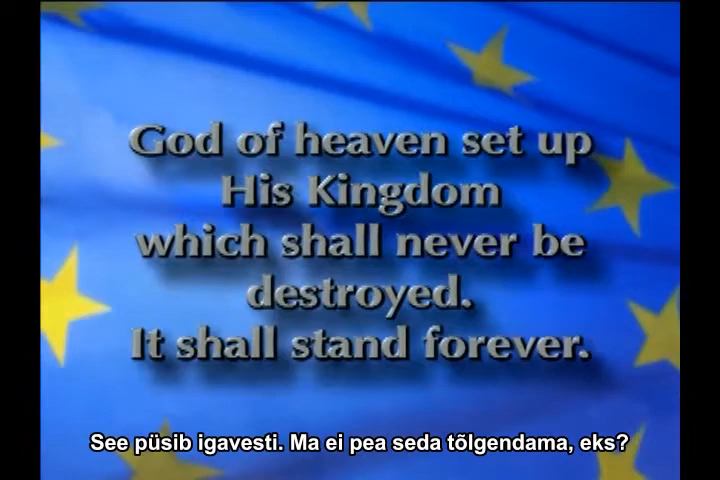 God of heaven set up
His Kingdom
which shall never be
destroyed.
It shall stand forever.
See püsib igavesti. Ma ei pea seda tõlgendama, eks?